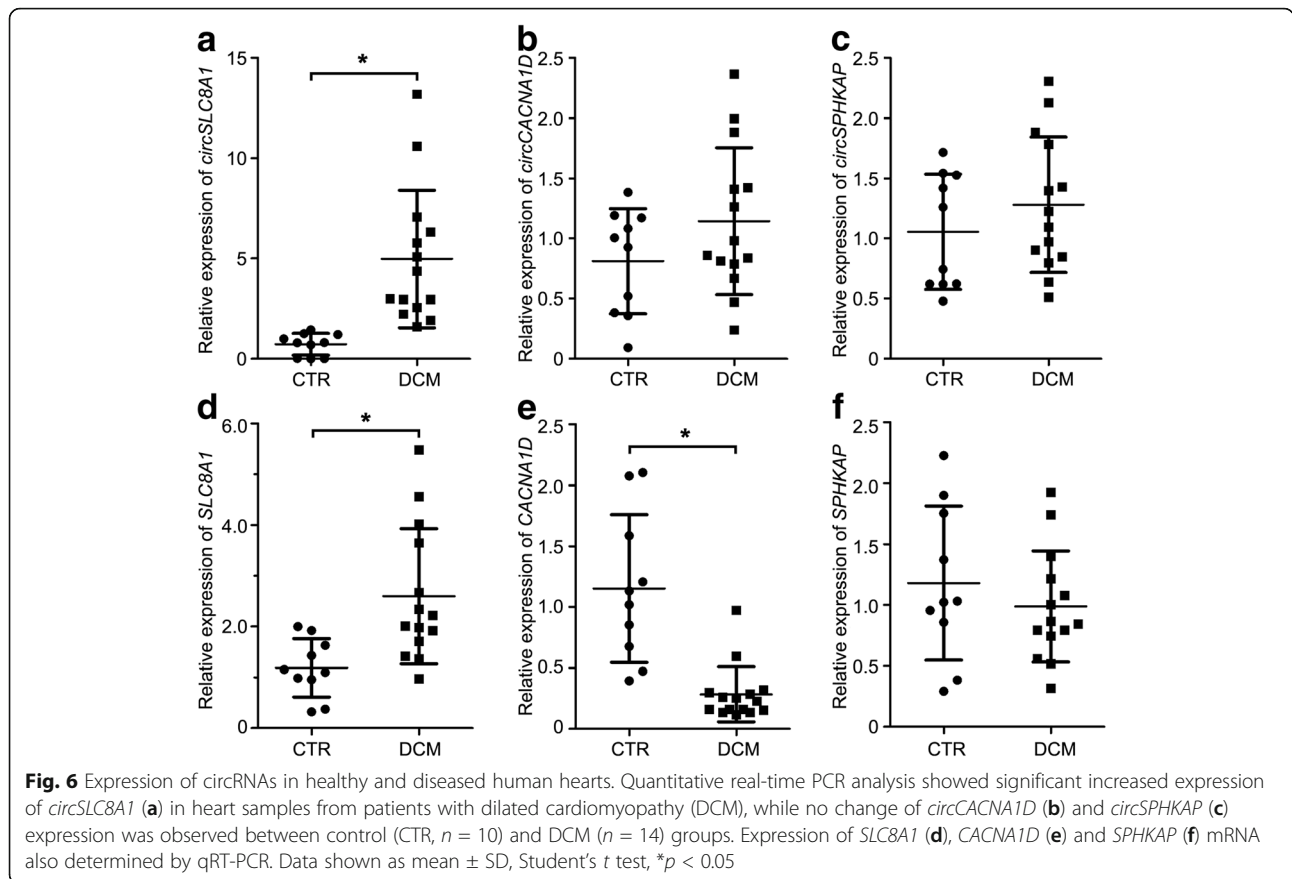 a
b
c
*
15
10
5
0
Relative expression of circSLC8A1
CTR
DCM
2.5
2.0
1.5
1.0
0.5
0
Relative expression of circCACNA1D
CTR
DCM
2.5
2.0
1.5
1.0
0.5
0
Relative expression of circSPHKAP
CTR
DCM
d
e
f
*
6.0
4.0
2.0
0
Relative expression of SLC8A1
CTR
DCM
*
2.5
2.0
1.5
1.0
0.5
0
Relative expression of CACNA1D
CTR
DCM
2.5
2.0
1.5
1.0
0.5
0
Relative expression of SPHKAP
CTR
DCM
Fig. 6 Expression of circRNAs in healthy and diseased human hearts. Quantitative real-time PCR analysis showed significant increased expression
of circSLC8A1 (a) in heart samples from patients with dilated cardiomyopathy (DCM), while no change of circCACNA1D (b) and circSPHKAP (c)
expression was observed between control (CTR, n = 10) and DCM (n = 14) groups. Expression of SLC8A1 (d), CACNA1D (e) and SPHKAP (f) mRNA
also determined by qRT-PCR. Data shown as mean ± SD, Student's t test, *p < 0.05